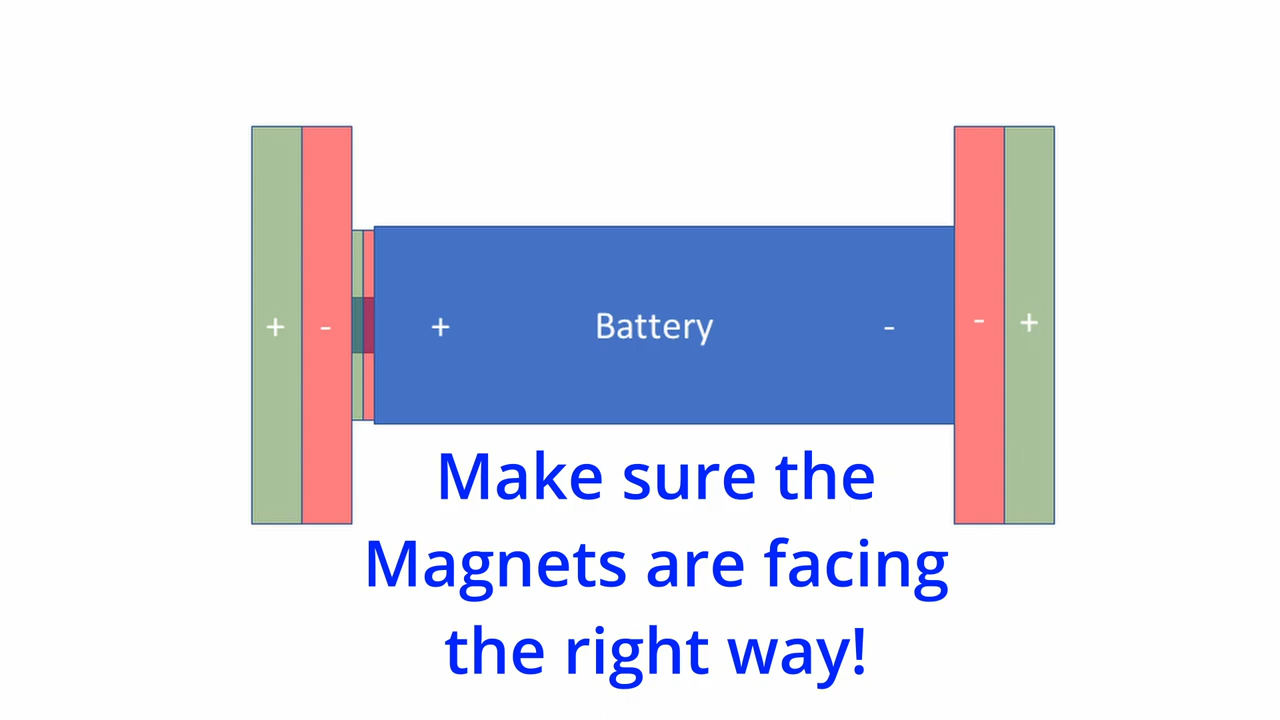 + - + Battery - - +
Make sure the
Magnets are facing
the right way!